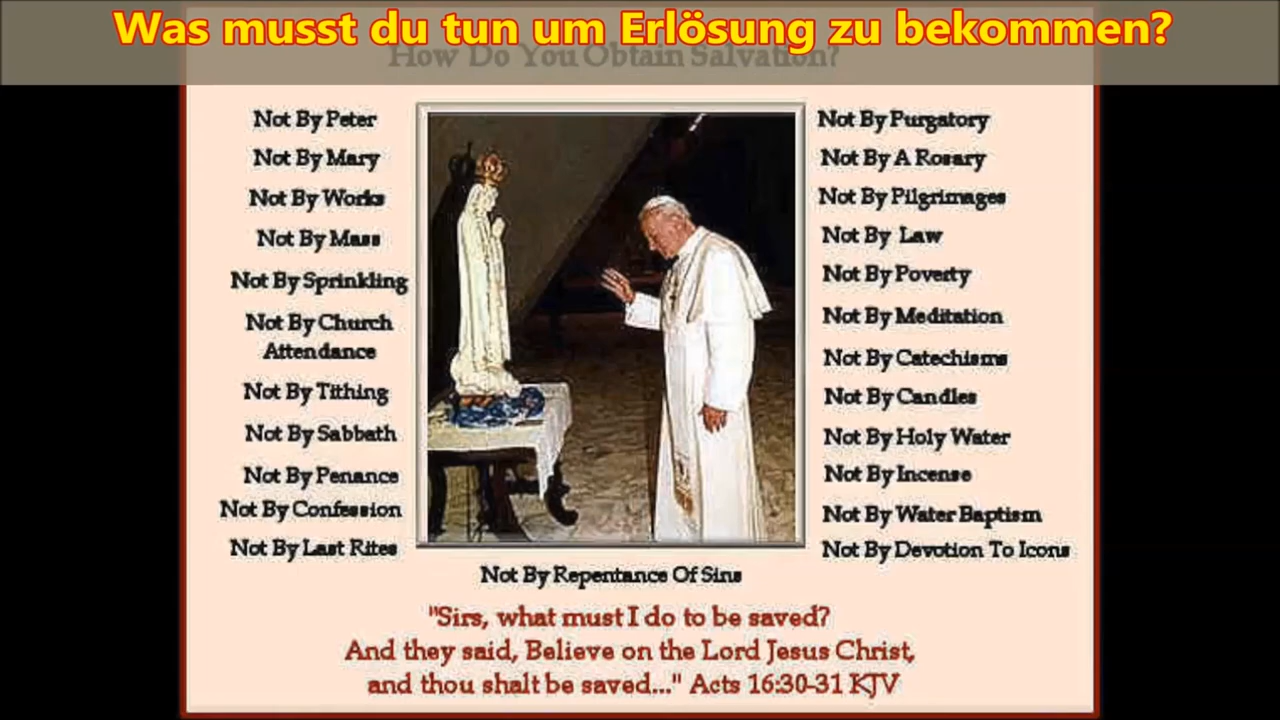 Was musst du tun um Erlösung zu bekommen?
How Do You Obtain Salvation?
Not By Peter
Not By Mary
Not By Works
Not By Mass
Not By Sprinkling
Not By Church
Attendance
Not By Tithing
Not By Sabbath
Not By Penance
Not By Confession
Not By Last Rites
Not By Purgatory
Not By A Rosary
Not By Pilgrimages
Not By Law
Not By Poverty
Not By Meditation
Not By Catechisms
Not By Candles
Not By Holy Water
Not By Incense
Not By Water Baptism
Not By Devotion To Icons
Not By Repentance Of Sins
"Sirs, what must I do to be saved?
And they said, Believe on the Lord Jesus Christ,
and thou shalt be saved..." Acts 16:30-31 KJV